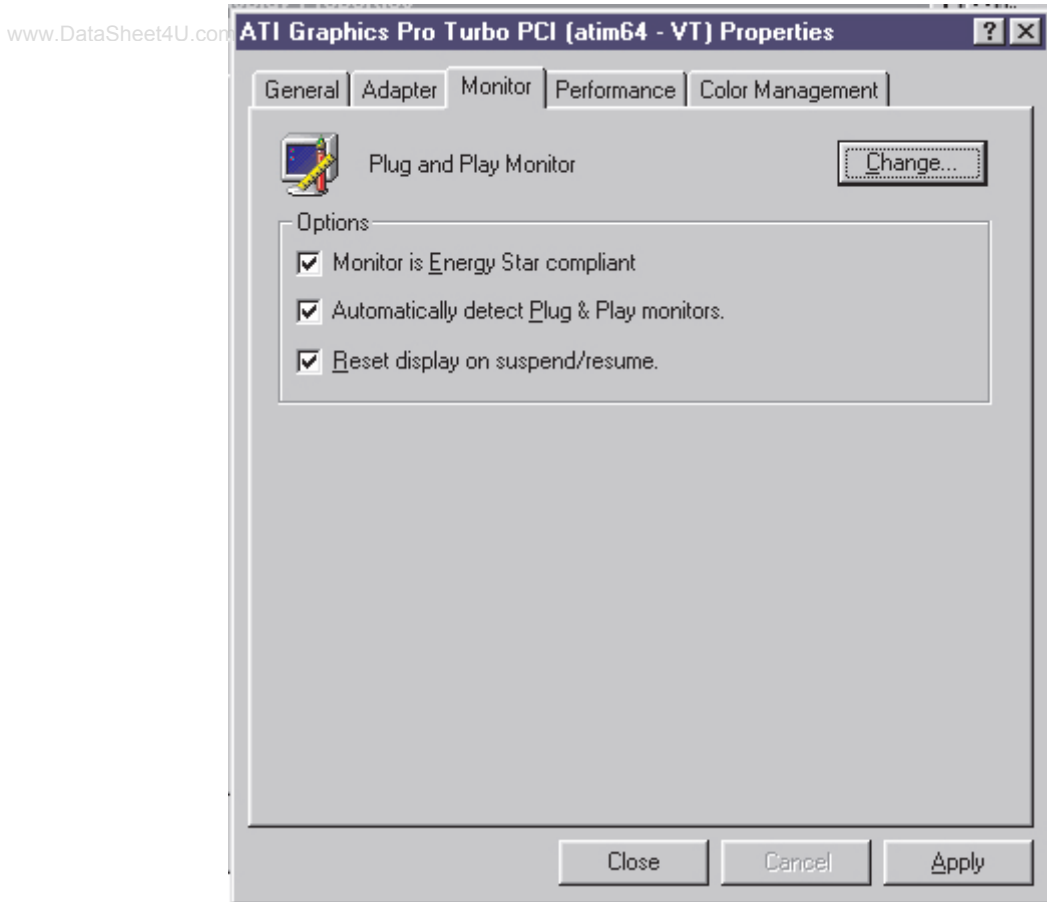 www.DataSheet4U.com
ATI Graphics Pro Turbo PCI (atim64 - VT) Properties
General Adapter Monitor Performance Color Management
Plug and Play Monitor Change...
Options
Monitor is Energy Star compliant
Automatically detect Plug & Play monitors.
Reset display on suspend/resume.
Close Cancel Apply